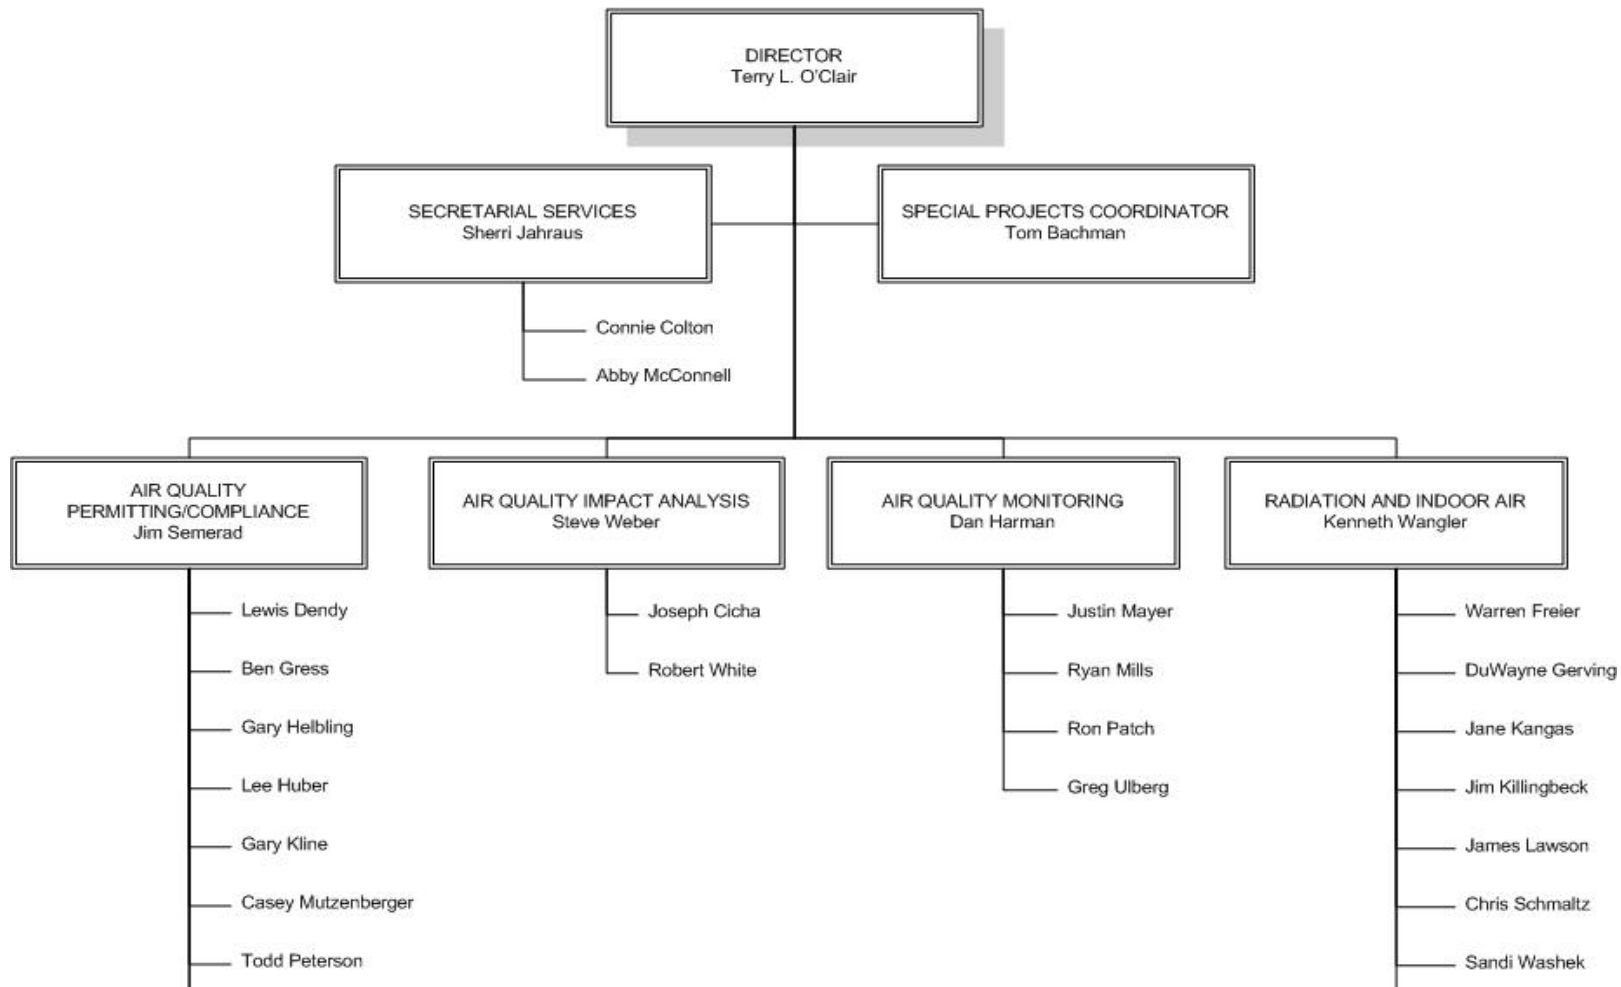 DIRECTOR
Terry L. O'Clair
SECRETARIAL SERVICES
Sherri Jahraus
SPECIAL PROJECTS COORDINATOR
Tom Bachman
Connie Colton
Abby McConnell
AIR QUALITY
PERMITTING/COMPLIANCE
Jim Semerad
AIR QUALITY IMPACT ANALYSIS
Steve Weber
AIR QUALITY MONITORING
Dan Harman
RADIATION AND INDOOR AIR
Kenneth Wangler
Lewis Dendy
Ben Gress
Gary Helbling
Lee Huber
Gary Kline
Casey Mutzenberger
Todd Peterson
Joseph Cicha
Robert White
Justin Mayer
Ryan Mills
Ron Patch
Greg Ulberg
Warren Freier
DuWayne Gerving
Jane Kangas
Jim Killingbeck
James Lawson
Chris Schmaltz
Sandi Washek